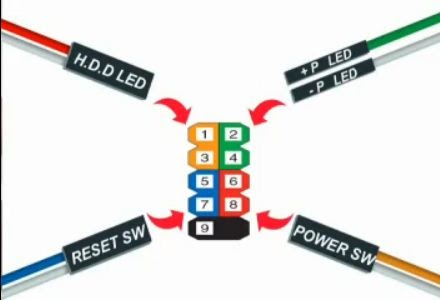 H.D.D LED
+ P LED
- P LED
1 2
3 4
5 6
7 8
9
RESET SW
POWER SW